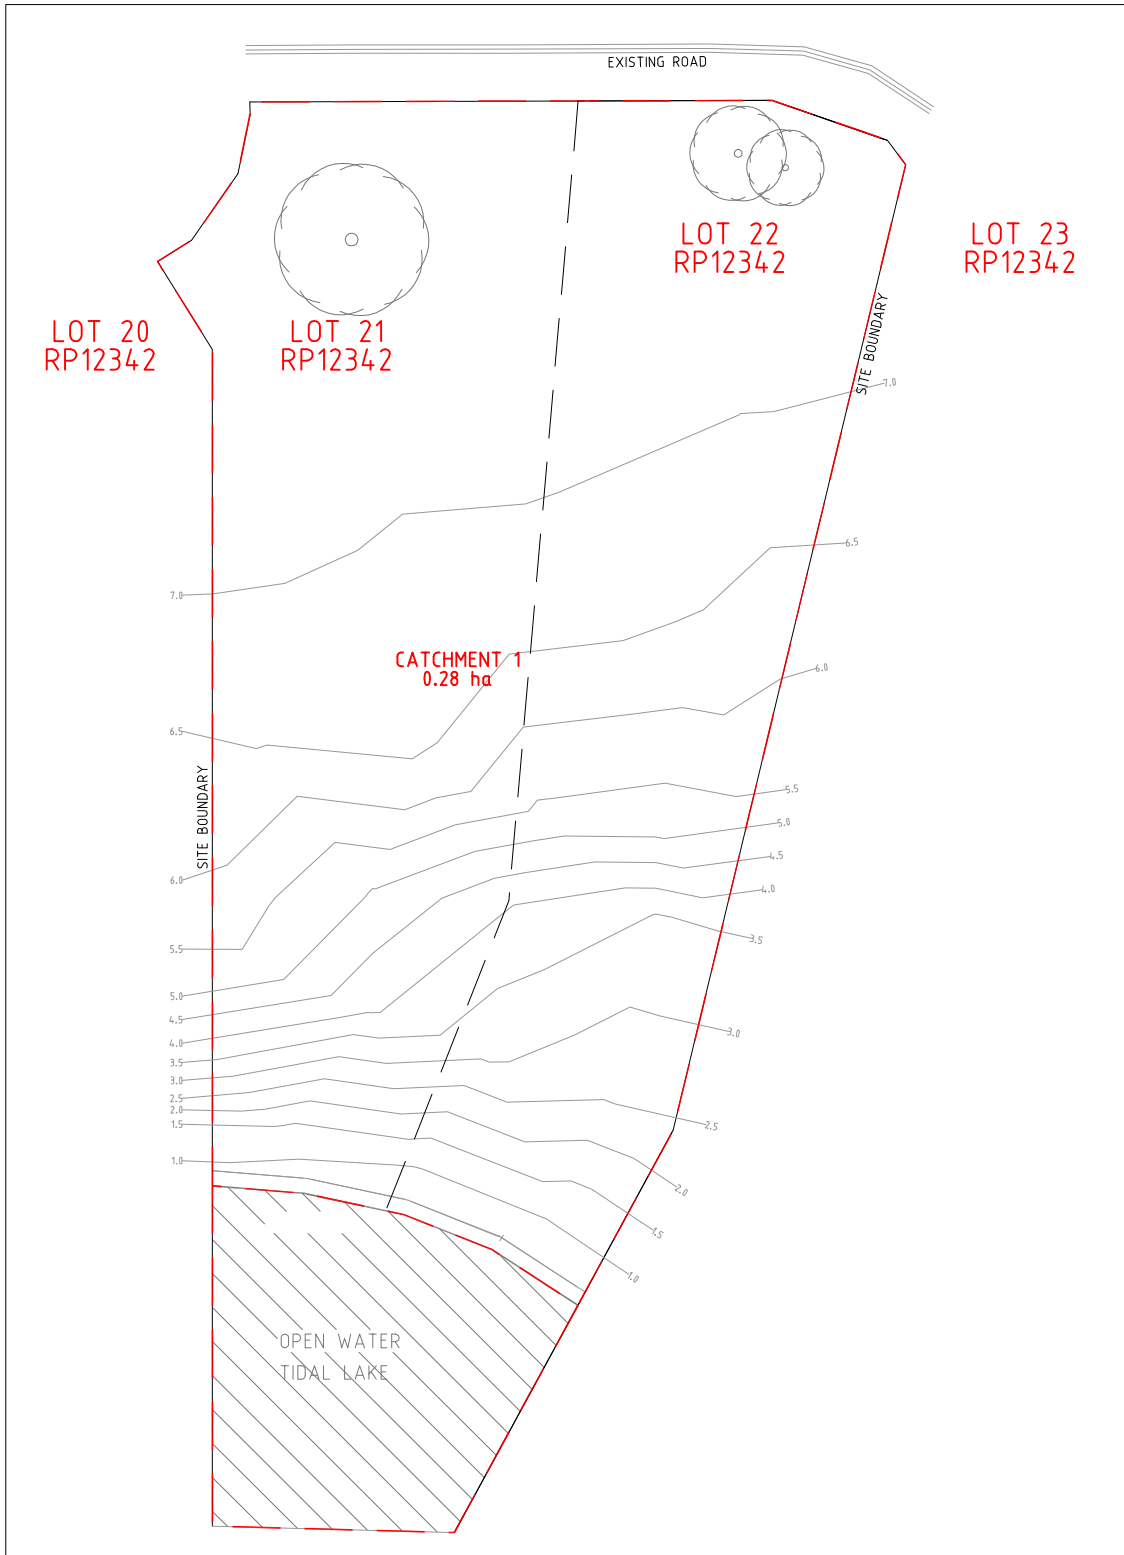 EXISTING ROAD
LOT 22
RP12342
LOT 23
RP12342
LOT 20
RP12342
LOT 21
RP12342
SITE BOUNDARY
7.0
6.5
7.0
CATCHMENT 1
0.28 ha
6.0
6.5
SITE BOUNDARY
5.5
5.0
4.5
6.0
4.0
3.5
5.5
5.0
4.5
3.0
4.0
3.5
3.0
2.5
2.0
2.5
1.5
1.0
2.0
1.5
1.0
OPEN WATER
TIDAL LAKE